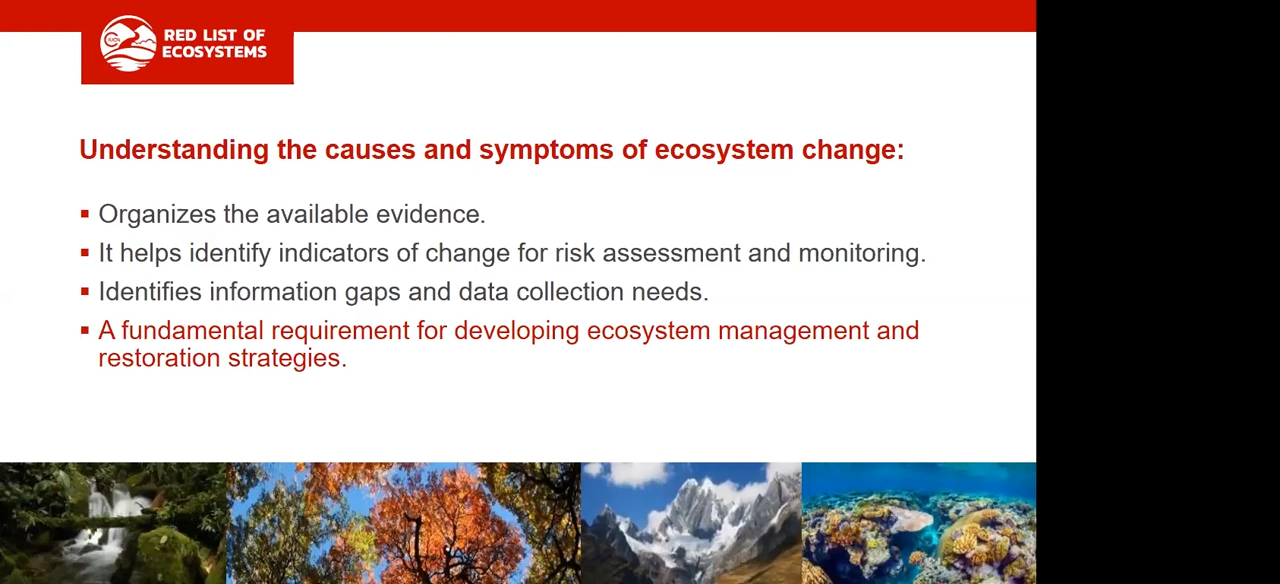 RED LIST OF
ECOSYSTEMS
Understanding the causes and symptoms of ecosystem change:
Organizes the available evidence.
It helps identify indicators of change for risk assessment and monitoring.
Identifies information gaps and data collection needs.
A fundamental requirement for developing ecosystem management and
restoration strategies.